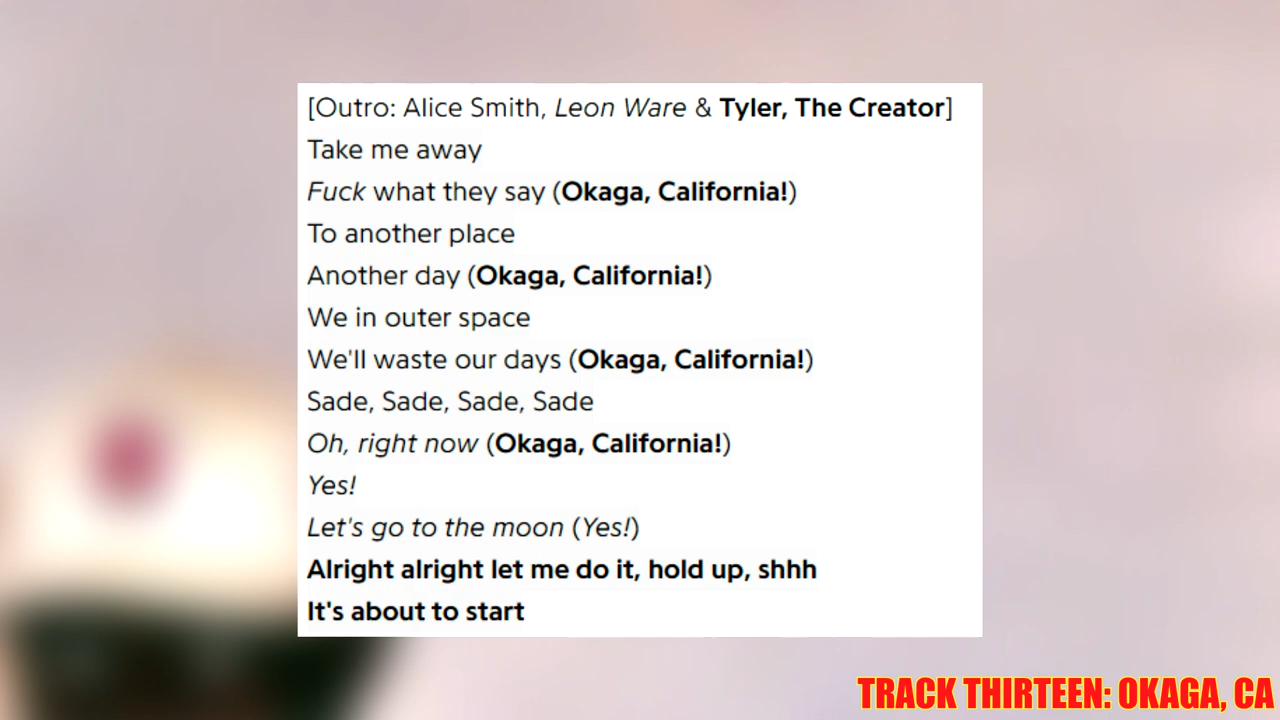 [Outro: Alice Smith, Leon Ware & Tyler, The Creator]
Take me away
Fuck what they say (Okaga, California!)
To another place
Another day (Okaga, California!)
We in outer space
We'll waste our days (Okaga, California!)
Sade, Sade, Sade, Sade
Oh, right now (Okaga, California!)
Yes!
Let's go to the moon (Yes!)
Alright alright let me do it, hold up, shhh
It's about to start
TRACK THIRTEEN: OKAGA, CA